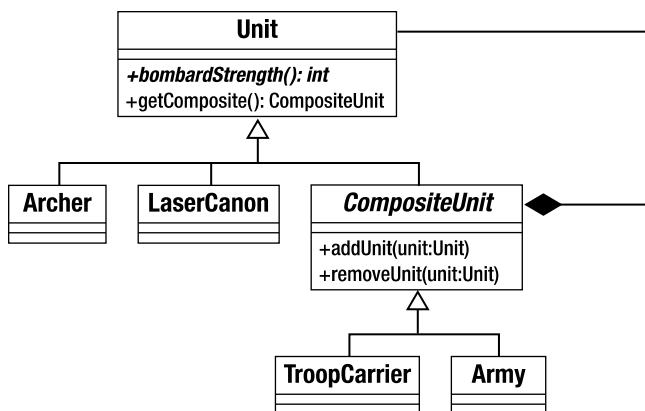 Unit
+bombardStrength(): int
+getComposite(): CompositeUnit
Archer
LaserCanon
CompositeUnit
+addUnit(unit:Unit)
+removeUnit(unit:Unit)
TroopCarrier
Army